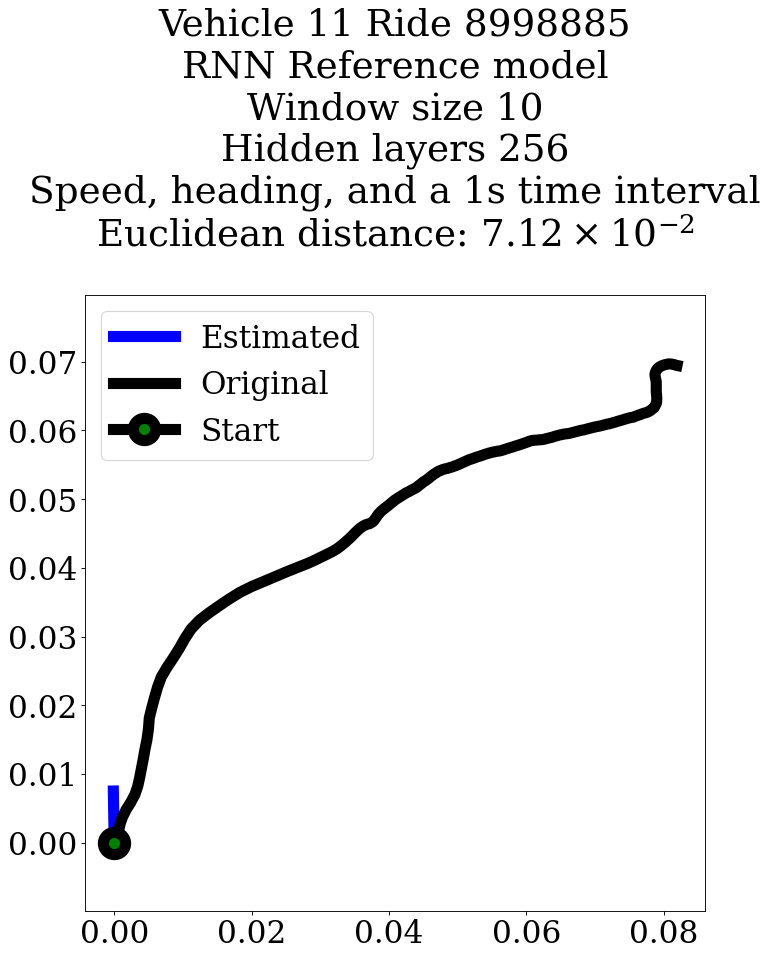 Vehicle 11 Ride 8998885
RNN Reference model
Window size 10
Hidden layers 256
Speed, heading, and a 1s time interval
Euclidean distance: 7.12 × 10⁻²
Estimated
Original
Start
0.07
0.06
0.05
0.04
0.03
0.02
0.01
0.00
0.00 0.02 0.04 0.06 0.08